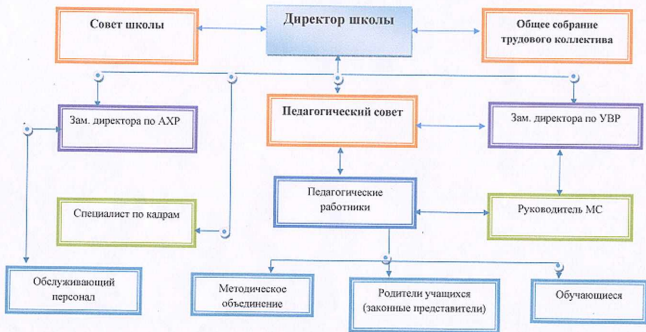 Совет школы
Директор школы
Общее собрание
трудового коллектива
Зам. директора по АХР
Педагогический совет
Зам. директора по УВР
Специалист по кадрам
Педагогические
работники
Руководитель МС
Обслуживающий
персонал
Методическое
объединение
Родители учащихся
(законные представители)
Обучающиеся